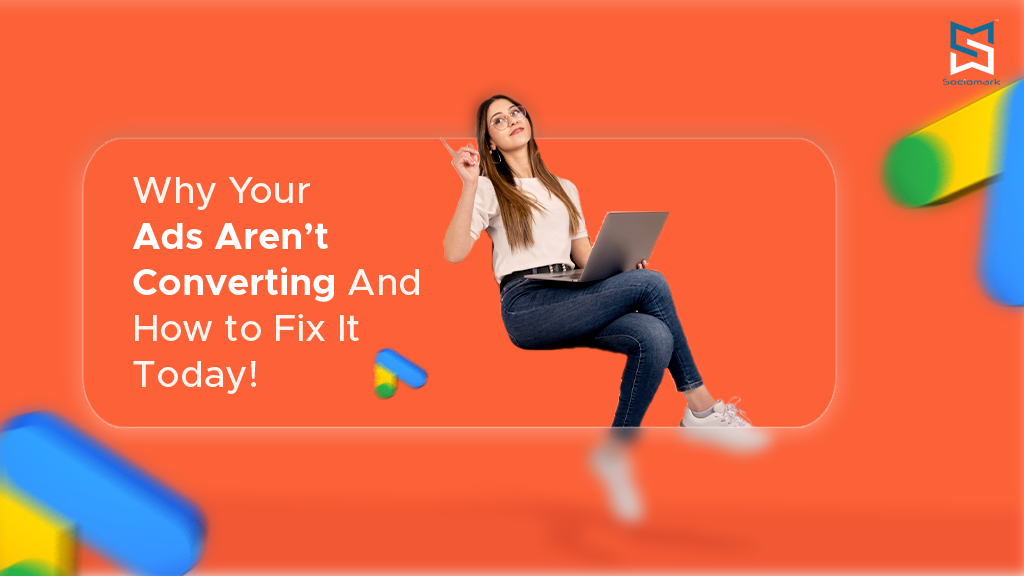 Sociomark
Why Your
Ads Aren’t
Converting And
How to Fix It
Today!